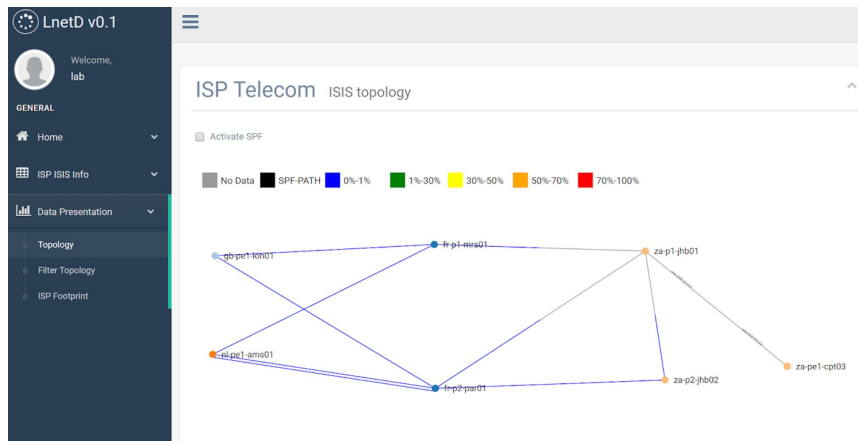 LnetD v0.1
Welcome,
lab
GENERAL
Home
ISP ISIS Info
Data Presentation
Topology
Filter Topology
ISP Footprint
ISP Telecom ISIS topology
Activate SPF
No Data SPF-PATH 0%-1% 1%-30% 30%-50% 50%-70% 70%-100%
gb-pe1-lon01
fr-p1-mrs01
za-p1-jhb01
nl-pe1-ams01
fr-p2-par01
za-p2-jhb02
za-pe1-cpt03